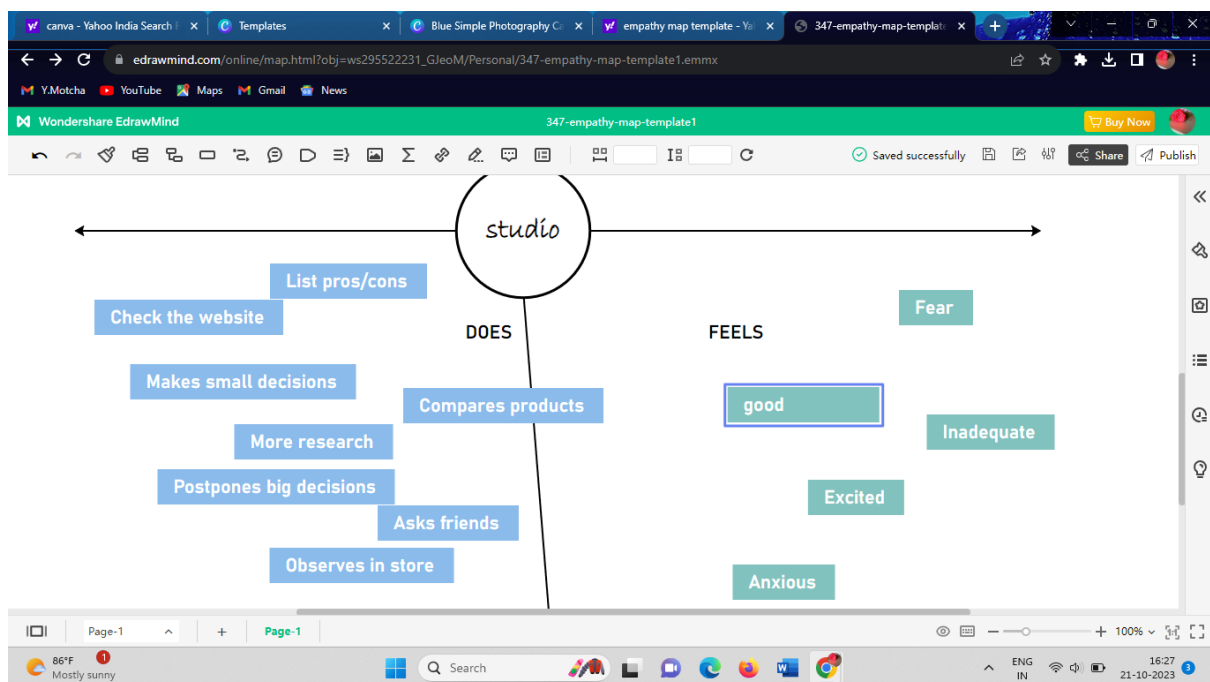 canva - Yahoo India Search
Templates
Blue Simple Photography Ca
empathy map template - Ya
347-empathy-map-template
edrawmind.com/online/map.html?obj=ws295522231_GJeoM/Personal/347-empathy-map-template1.emmx
Y.Motcha
YouTube
Maps
Gmail
News
Wondershare EdrawMind
347-empathy-map-template1
Buy Now
Saved successfully
Share
Publish
studio
List pros/cons
Check the website
Fear
DOES
FEELS
Makes small decisions
Compares products
good
More research
Inadequate
Postpones big decisions
Excited
Asks friends
Observes in store
Anxious
Page-1
Page-1
100%
86°F
Mostly sunny
1
Search
ENG
IN
16:27
21-10-2023
3